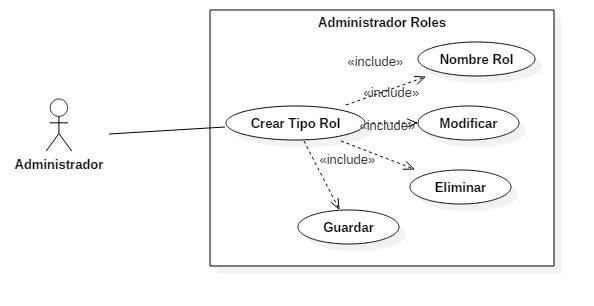 Administrador Roles
«include»
Nombre Rol
«include»
Crear Tipo Rol
«include»
Modificar
Administrador
«include»
Eliminar
Guardar